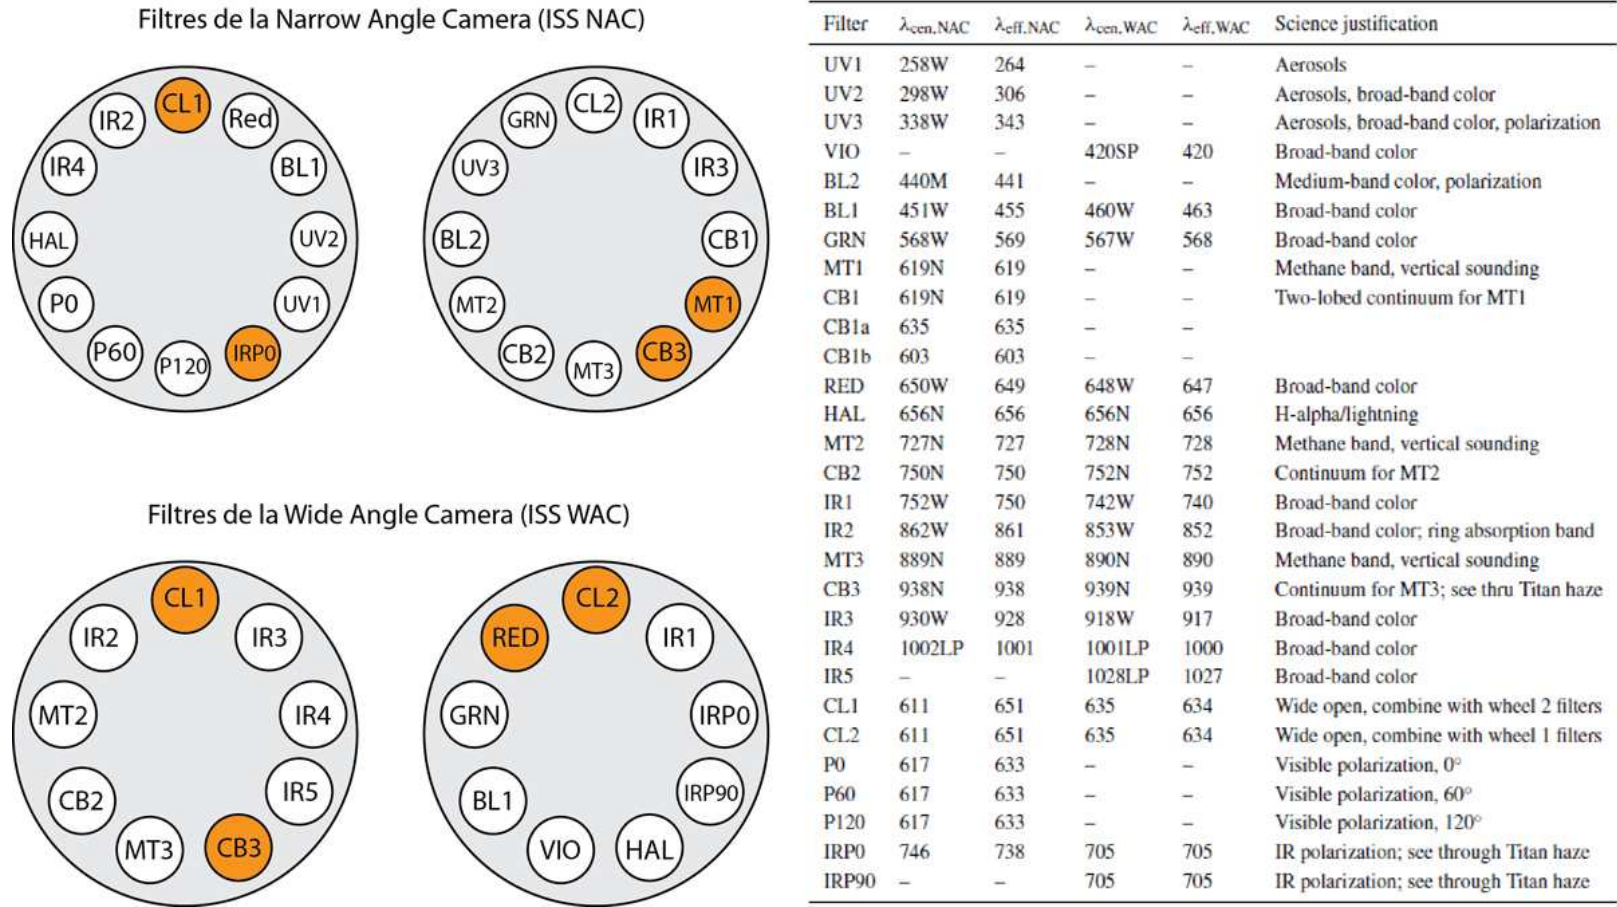 Filtres de la Narrow Angle Camera (ISS NAC)
CL1
Red
BL1
UV2
UV1
IRP0
P120
P60
P0
HAL
IR4
IR2
CL2
IR1
IR3
CB1
MT1
CB3
MT3
CB2
MT2
BL2
UV3
GRN
Filtres de la Wide Angle Camera (ISS WAC)
CL1
IR3
IR4
IR5
CB3
MT3
CB2
MT2
IR2
CL2
IR1
IRP0
IRP90
HAL
VIO
BL1
GRN
RED
Filter λcen,NAC λeff,NAC λcen,WAC λeff,WAC Science justification
UV1 258W 264 – – Aerosols
UV2 298W 306 – – Aerosols, broad-band color
UV3 338W 343 – – Aerosols, broad-band color, polarization
VIO – – 420SP 420 Broad-band color
BL2 440M 441 – – Medium-band color, polarization
BL1 451W 455 460W 463 Broad-band color
GRN 568W 569 567W 568 Broad-band color
MT1 619N 619 – – Methane band, vertical sounding
CB1 619N 619 – – Two-lobed continuum for MT1
CB1a 635 635 – –
CB1b 603 603 – –
RED 650W 649 648W 647 Broad-band color
HAL 656N 656 656N 656 H-alpha/lightning
MT2 727N 727 728N 728 Methane band, vertical sounding
CB2 750N 750 752N 752 Continuum for MT2
IR1 752W 750 742W 740 Broad-band color
IR2 862W 861 853W 852 Broad-band color; ring absorption band
MT3 889N 889 890N 890 Methane band, vertical sounding
CB3 938N 938 939N 939 Continuum for MT3; see thru Titan haze
IR3 930W 928 918W 917 Broad-band color
IR4 1002LP 1001 1001LP 1000 Broad-band color
IR5 – – 1028LP 1027 Broad-band color
CL1 611 651 635 634 Wide open, combine with wheel 2 filters
CL2 611 651 635 634 Wide open, combine with wheel 1 filters
P0 617 633 – – Visible polarization, 0°
P60 617 633 – – Visible polarization, 60°
P120 617 633 – – Visible polarization, 120°
IRP0 746 738 705 705 IR polarization; see through Titan haze
IRP90 – – 705 705 IR polarization; see through Titan haze